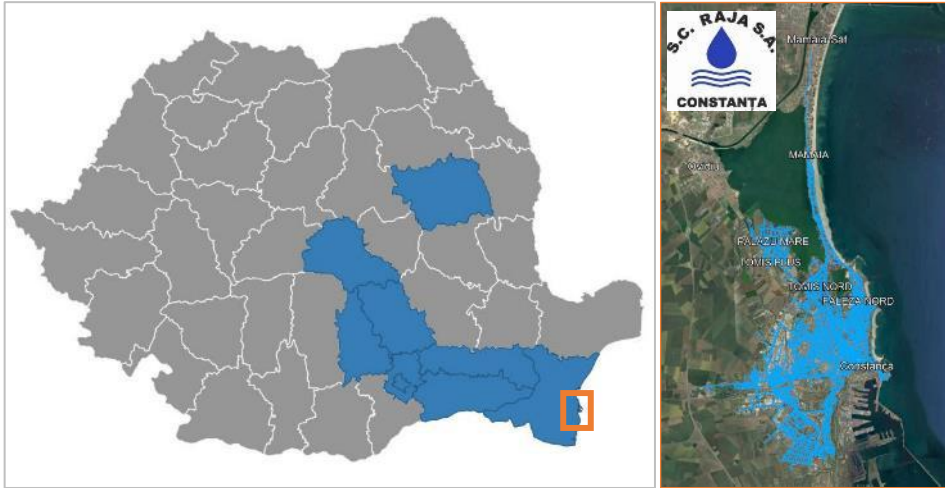 S.C. RAJA S.A.
CONSTANȚA
Mamaia-Sat
MAMAIA
Ovidiu
PALAZU MARE
TOMIS PLUS
TOMIS NORD
FALEZA NORD
Constanța